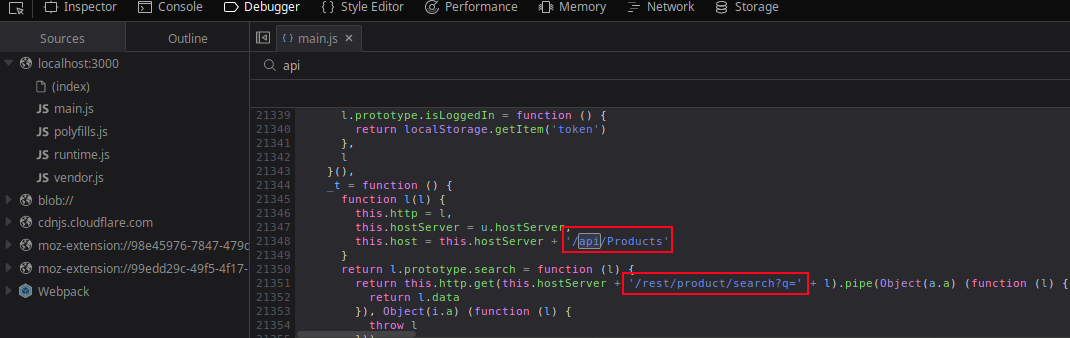 Inspector Console Debugger { } Style Editor Performance Memory Network Storage
Sources Outline { } main.js ×
localhost:3000
api
(index)
JS main.js
JS polyfills.js
JS runtime.js
JS vendor.js
blob://
cdnjs.cloudflare.com
moz-extension://98e45976-7847-479c
moz-extension://99edd29c-49f5-4f17-
Webpack
21339 l.prototype.isLoggedIn = function () {
21340 return localStorage.getItem('token')
21341 },
21342 l
21343 }(),
21344 _t = function () {
21345 function l(l) {
21346 this.http = l,
21347 this.hostServer = u.hostServer,
21348 this.host = this.hostServer + '/api/Products'
21349 }
21350 return l.prototype.search = function (l) {
21351 return this.http.get(this.hostServer + '/rest/product/search?q=' + l).pipe(Object(a.a) (function (l) {
21352 return l.data
21353 }), Object(i.a) (function (l) {
21354 throw l